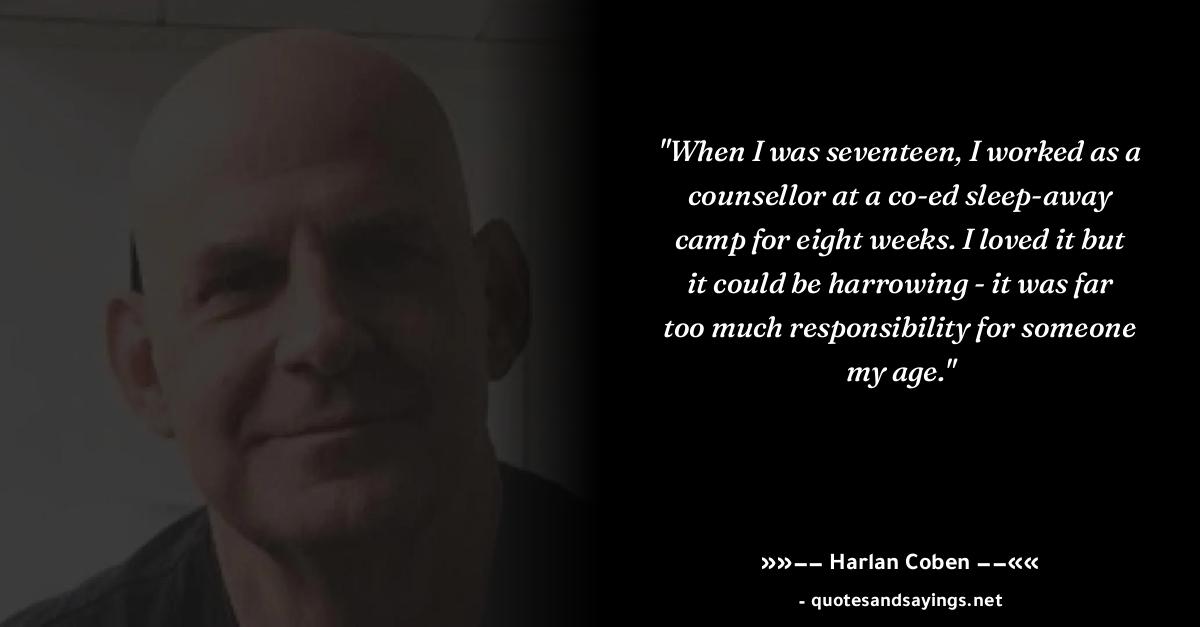 "When I was seventeen, I worked as a
counsellor at a co-ed sleep-away
camp for eight weeks. I loved it but
it could be harrowing - it was far
too much responsibility for someone
my age."
»»−− Harlan Coben −−««
- quotesandsayings.net